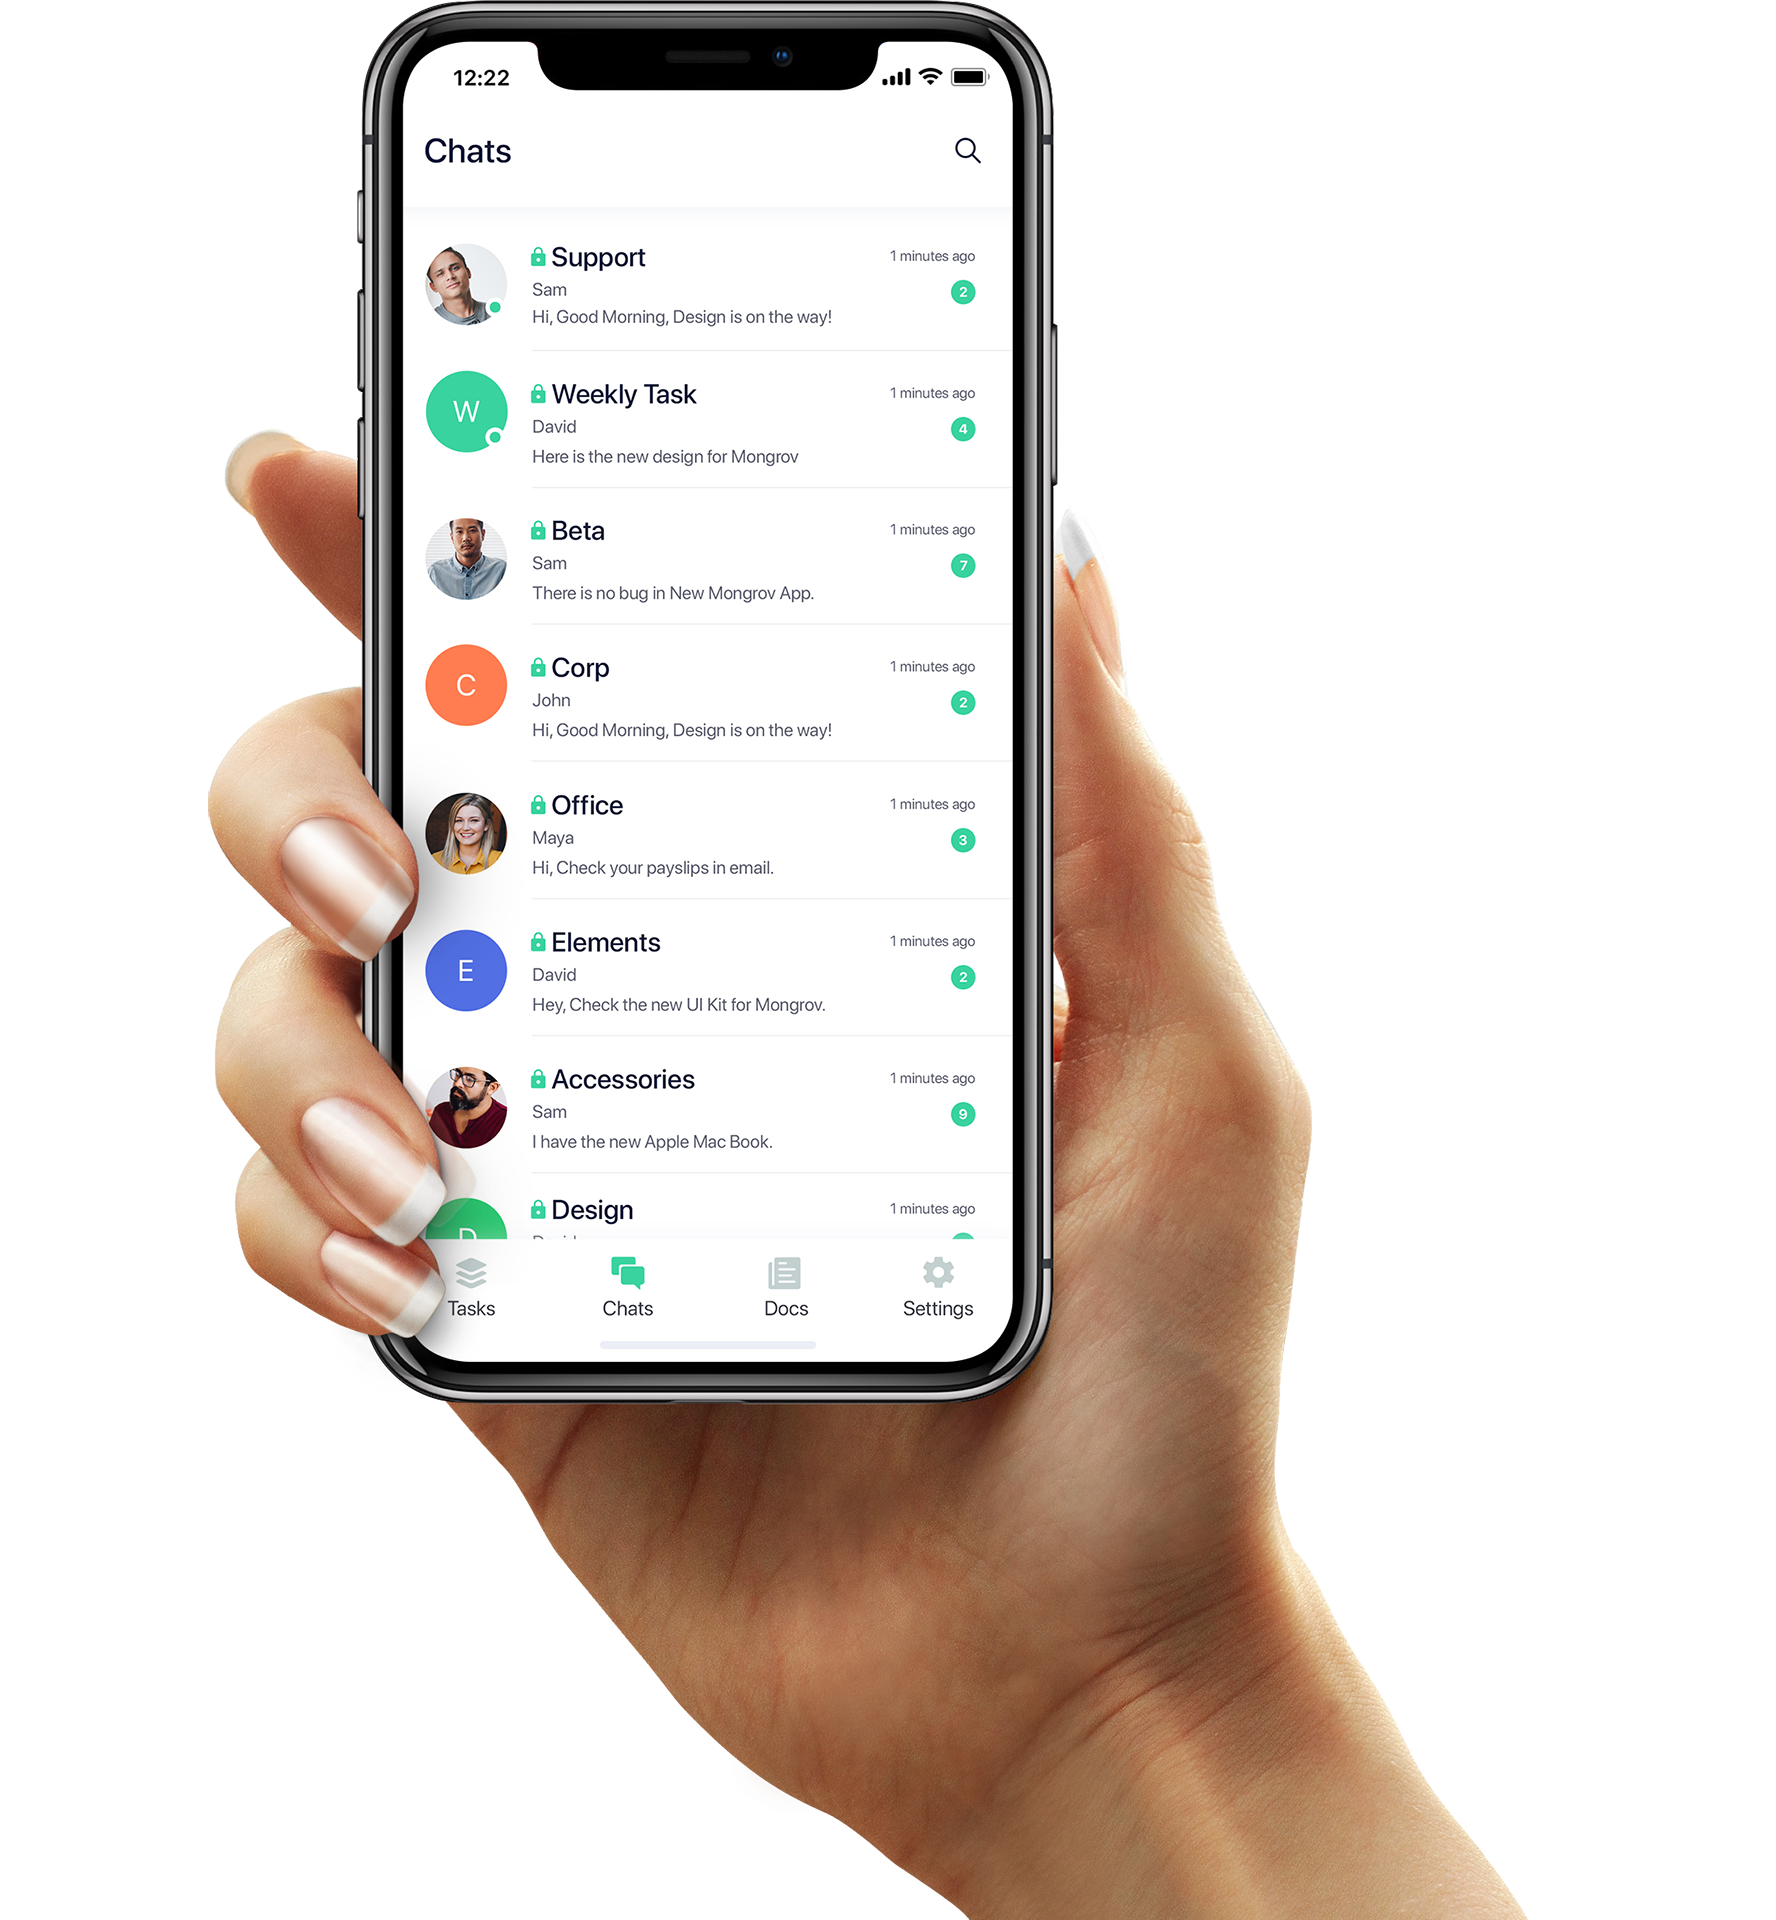 12:22
Chats
Support
1 minutes ago
Sam
2
Hi, Good Morning, Design is on the way!
W
Weekly Task
1 minutes ago
David
4
Here is the new design for Mongrov
Beta
1 minutes ago
Sam
7
There is no bug in New Mongrov App.
C
Corp
1 minutes ago
John
2
Hi, Good Morning, Design is on the way!
Office
1 minutes ago
Maya
3
Hi, Check your payslips in email.
E
Elements
1 minutes ago
David
2
Hey, Check the new UI Kit for Mongrov.
Accessories
1 minutes ago
Sam
9
I have the new Apple Mac Book.
D
Design
1 minutes ago
Tasks
Chats
Docs
Settings